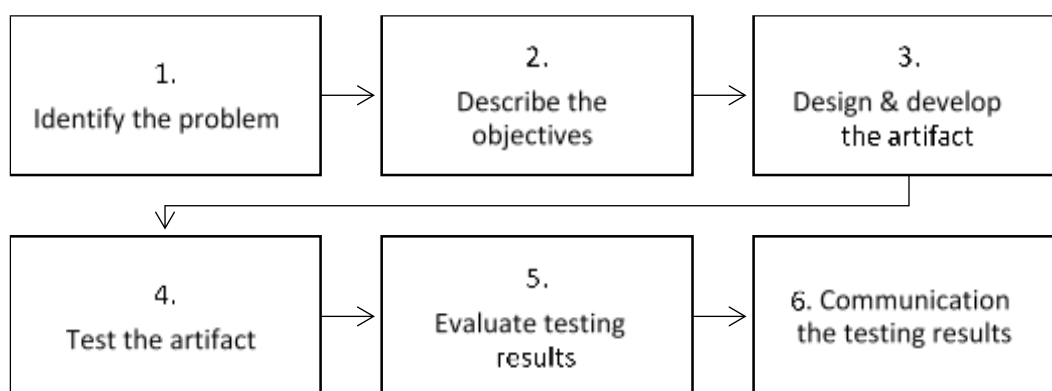 1.
Identify the problem
2.
Describe the
objectives
3.
Design & develop
the artifact
4.
Test the artifact
5.
Evaluate testing
results
6. Communication
the testing results